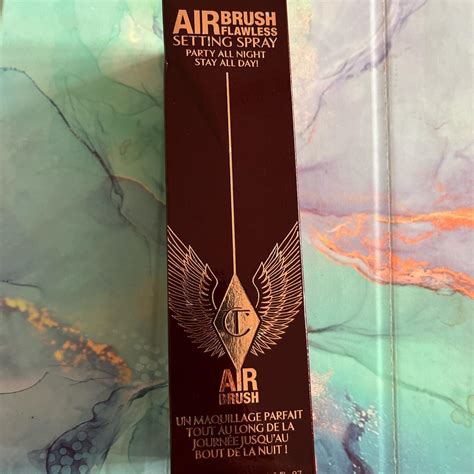 AIRBRUSH
FLAWLESS
SETTING SPRAY
PARTY ALL NIGHT
STAY ALL DAY!
CT
AIR
BRUSH
UN MAQUILLAGE PARFAIT
TOUT AU LONG DE LA
JOURNÉE JUSQU'AU
BOUT DE LA NUIT !